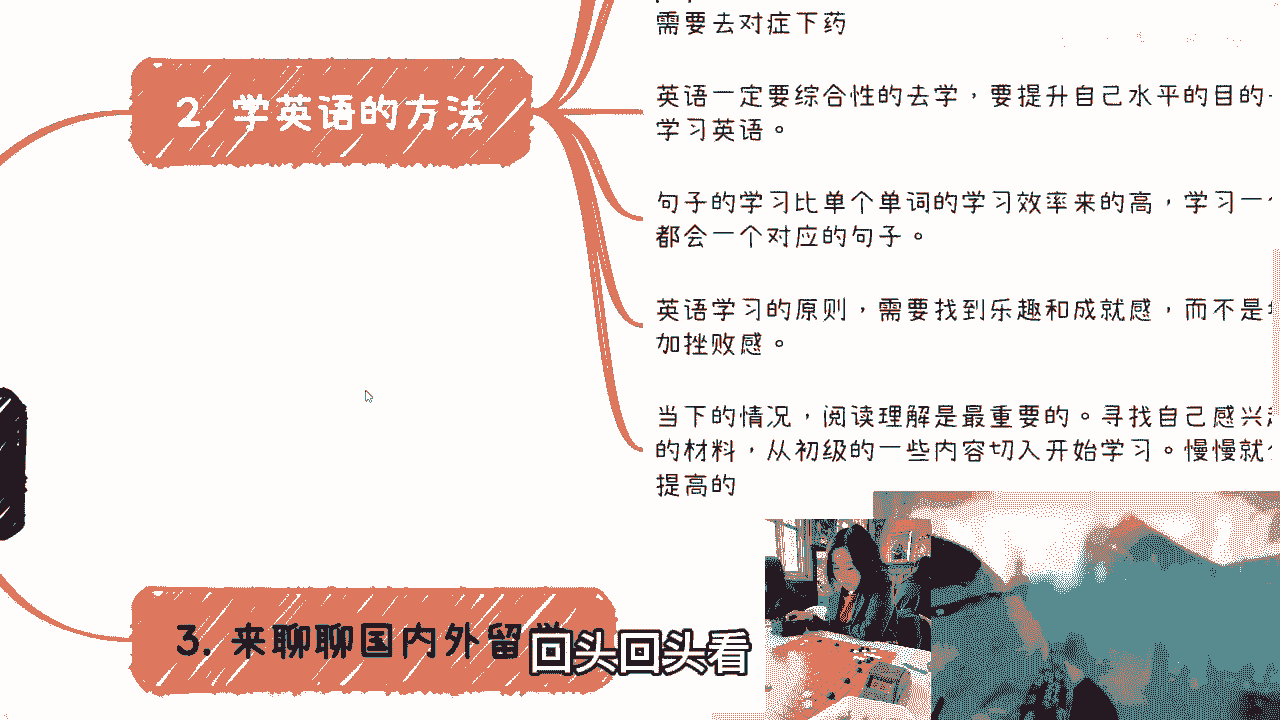 需要去对症下药
2. 学英语的方法
英语一定要综合性的去学，要提升自己水平的目的
学习英语。
句子的学习比单个单词的学习效率来的高，学习一
都会一个对应的句子。
英语学习的原则，需要找到乐趣和成就感，而不是
加挫败感。
当下的情况，阅读理解是最重要的。寻找自己感兴
的材料，从初级的一些内容切入开始学习。慢慢就
提高的
3. 来聊聊国内外留
回头回头看